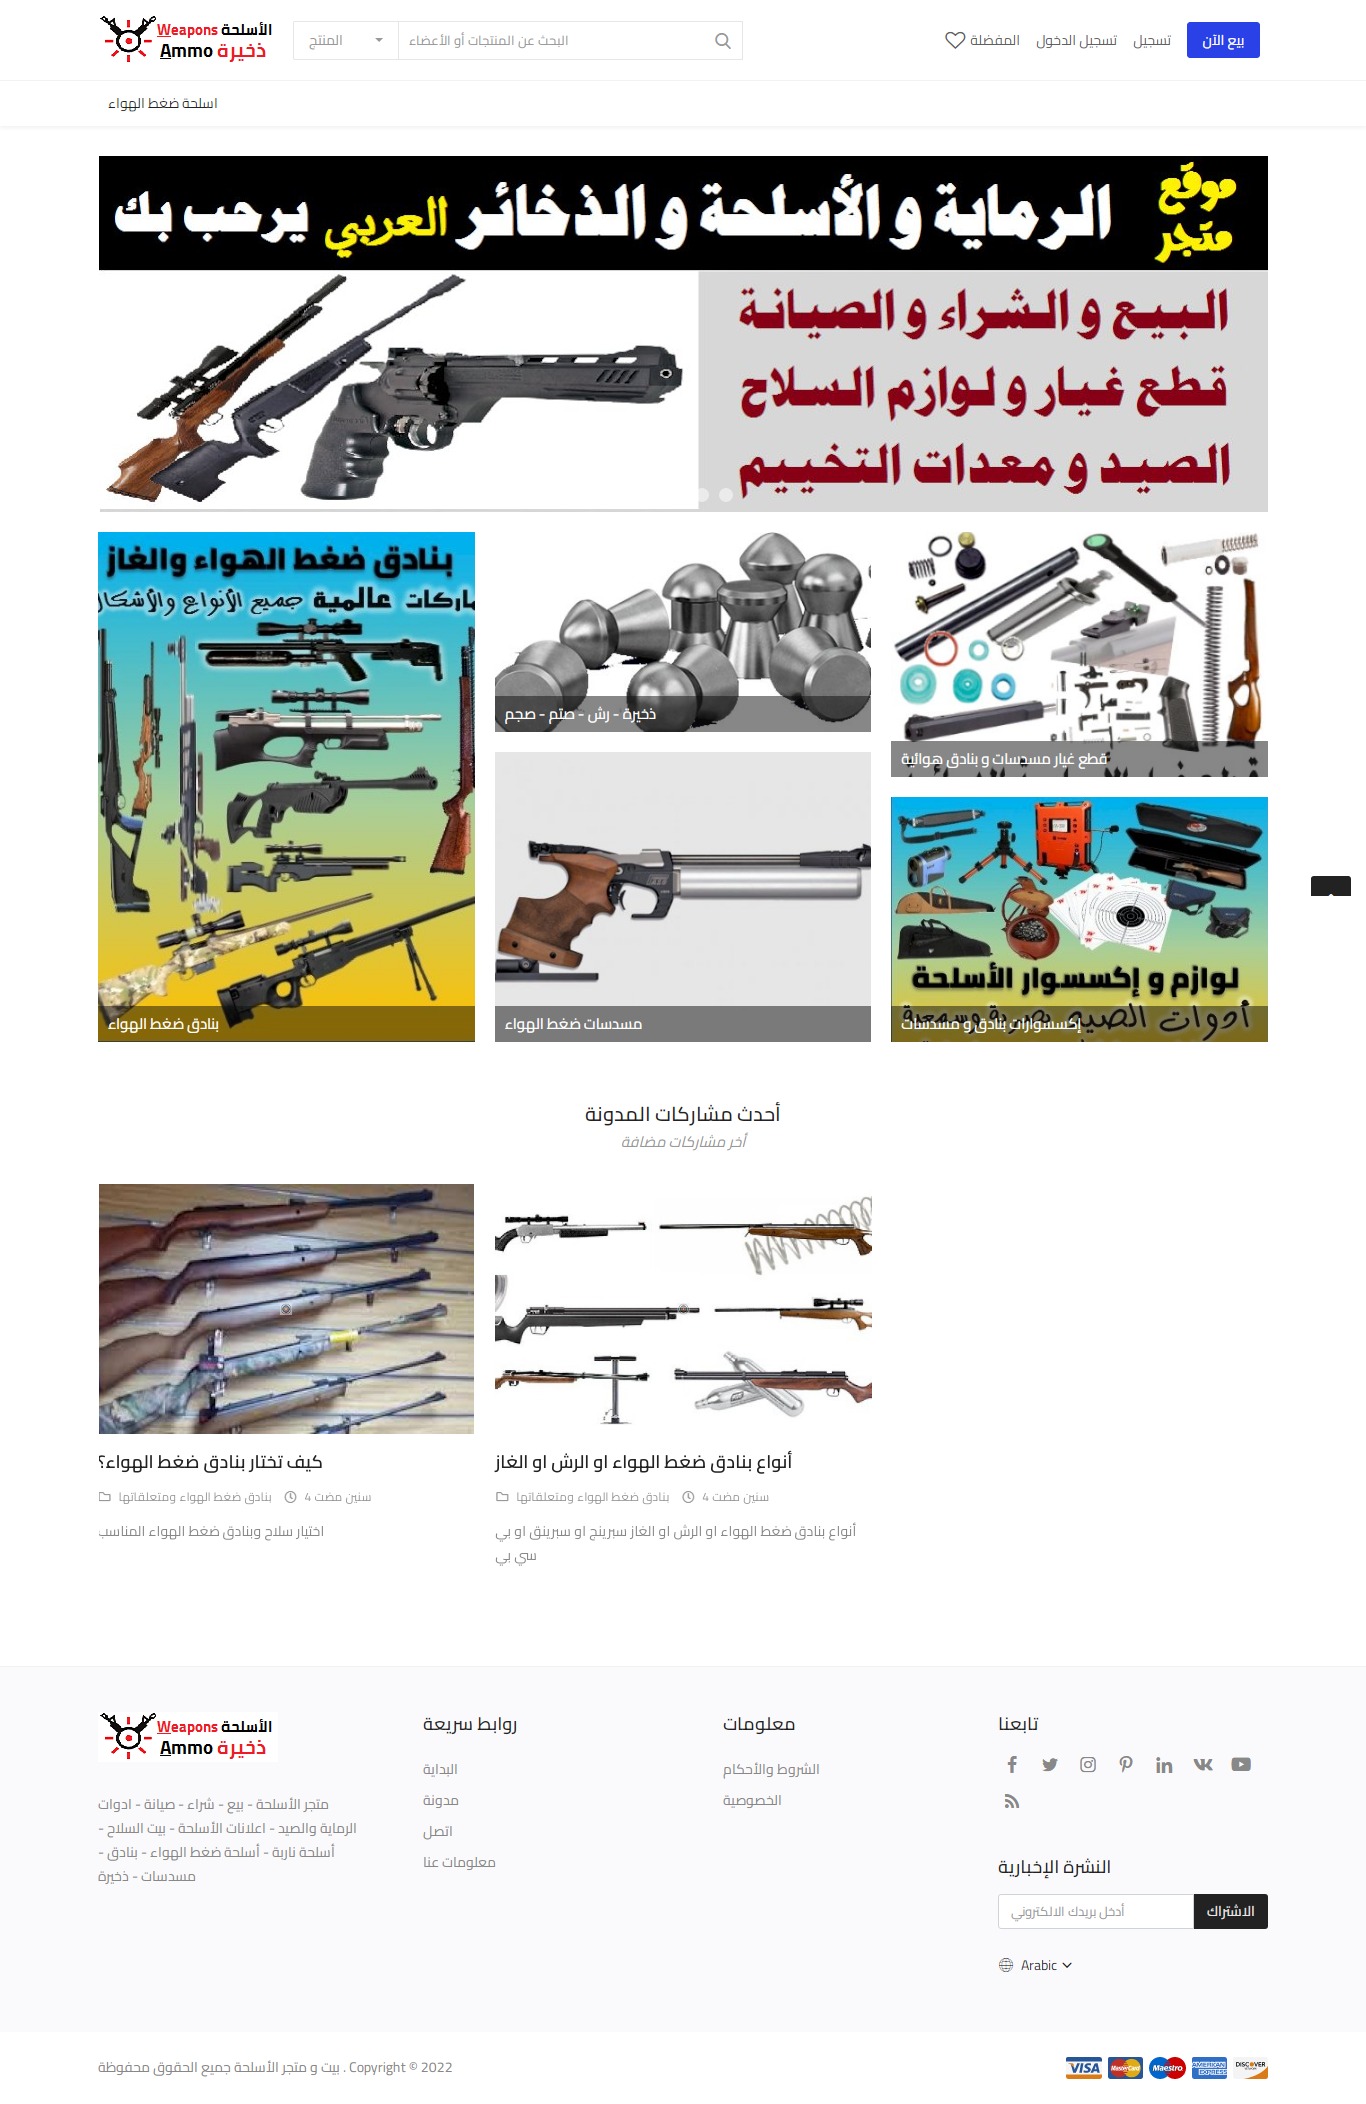 Weapons الأسلحة
Ammo ذخيرة
المنتج
البحث عن المنتجات أو الأعضاء
المفضلة
تسجيل الدخول
تسجيل
بيع الآن
اسلحة ضغط الهواء
موقع متجر الرماية و الأسلحة و الذخائر العربي يرحب بك
البيع و الشراء و الصيانة
قطع غيار و لوازم السلاح
الصيد و معدات التخييم
بنادق ضغط الهواء والغاز
ماركات عالمية جميع الأنواع والأشكال
بنادق ضغط الهواء
ذخيرة - رش - صتم - صجم
مسدسات ضغط الهواء
قطع غيار مسدسات و بنادق هوائية
لوازم و إكسسوار الأسلحة
أدوات الصيد بصرية وسمعية
إكسسوارات بنادق و مسدسات
أحدث مشاركات المدونة
أخر مشاركات مضافة
كيف تختار بنادق ضغط الهواء؟
بنادق ضغط الهواء ومتعلقاتها
4 سنين مضت
اختيار سلاح وبنادق ضغط الهواء المناسب
أنواع بنادق ضغط الهواء او الرش او الغاز
بنادق ضغط الهواء ومتعلقاتها
4 سنين مضت
أنواع بنادق ضغط الهواء او الرش او الغاز سبرينج او سبرينق او بي
سي بي
Weapons الأسلحة
Ammo ذخيرة
متجر الأسلحة - بيع - شراء - صيانة - ادوات
الرماية والصيد - اعلانات الأسلحة - بيت السلاح -
أسلحة نارية - أسلحة ضغط الهواء - بنادق -
مسدسات - ذخيرة
روابط سريعة
البداية
مدونة
اتصل
معلومات عنا
معلومات
الشروط والأحكام
الخصوصية
تابعنا
النشرة الإخبارية
أدخل بريدك الالكتروني
الاشتراك
Arabic
بيت و متجر الأسلحة جميع الحقوق محفوظة . Copyright © 2022
VISA
MasterCard
Maestro
AMERICAN EXPRESS
DISCOVER